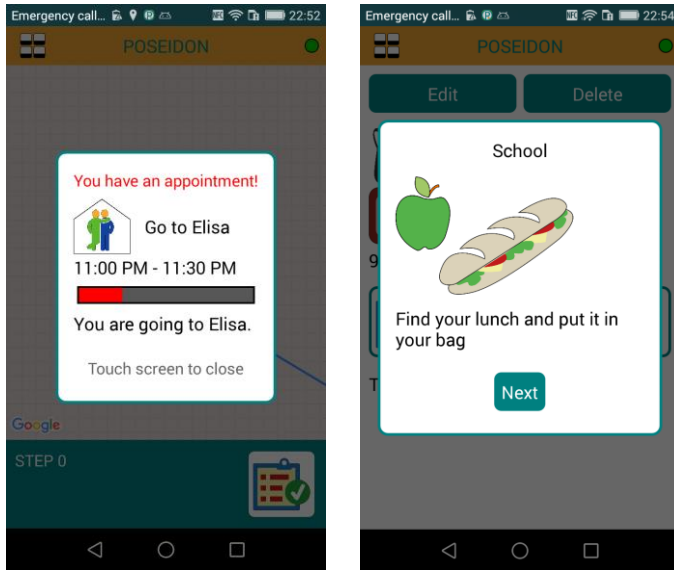 Emergency call... 22:52
POSEIDON
You have an appointment!
Go to Elisa
11:00 PM - 11:30 PM
You are going to Elisa.
Touch screen to close
Google
STEP 0
Emergency call... 22:54
POSEIDON
Edit Delete
School
9
Find your lunch and put it in
your bag
T
Next